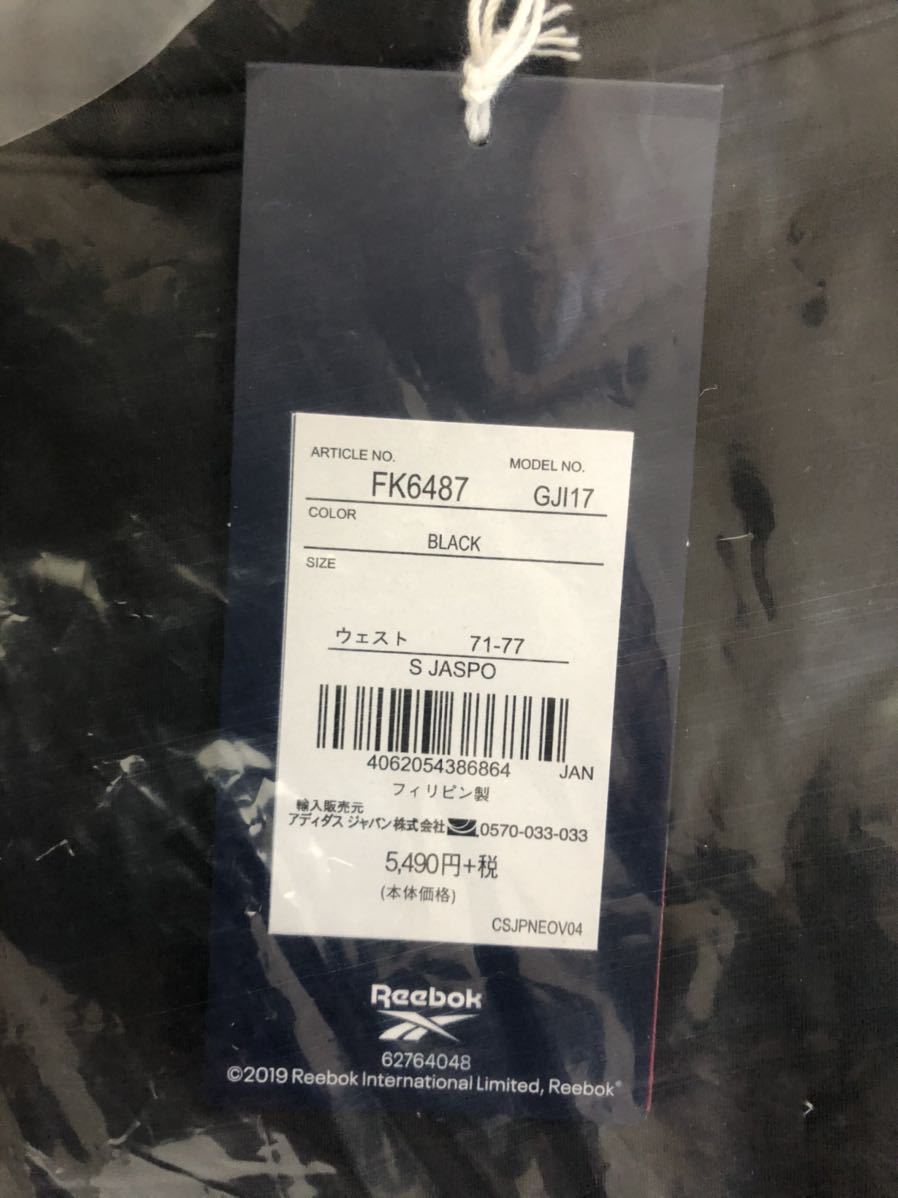 ARTICLE NO. MODEL NO.
FK6487 GJI17
COLOR
BLACK
SIZE
ウェスト 71-77
S JASPO
4062054386864 JAN
フィリピン製
輸入販売元
アディダス ジャパン株式会社 0570-033-033
5,490円+税
(本体価格)
CSJPNEOV04
Reebok
62764048
©2019 Reebok International Limited, Reebok®